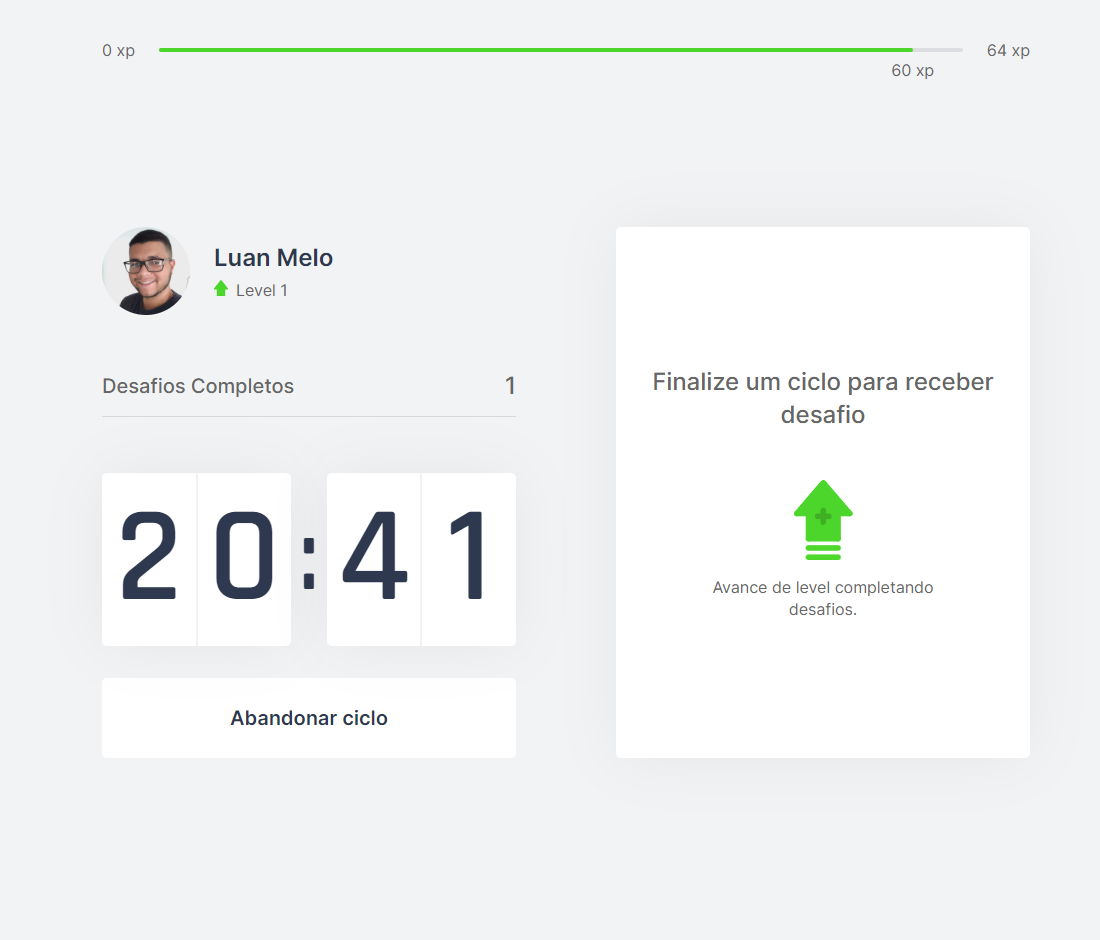 0 xp
64 xp
60 xp
Luan Melo
Level 1
Desafios Completos
1
20:41
Abandonar ciclo
Finalize um ciclo para receber
desafio
Avance de level completando
desafios.